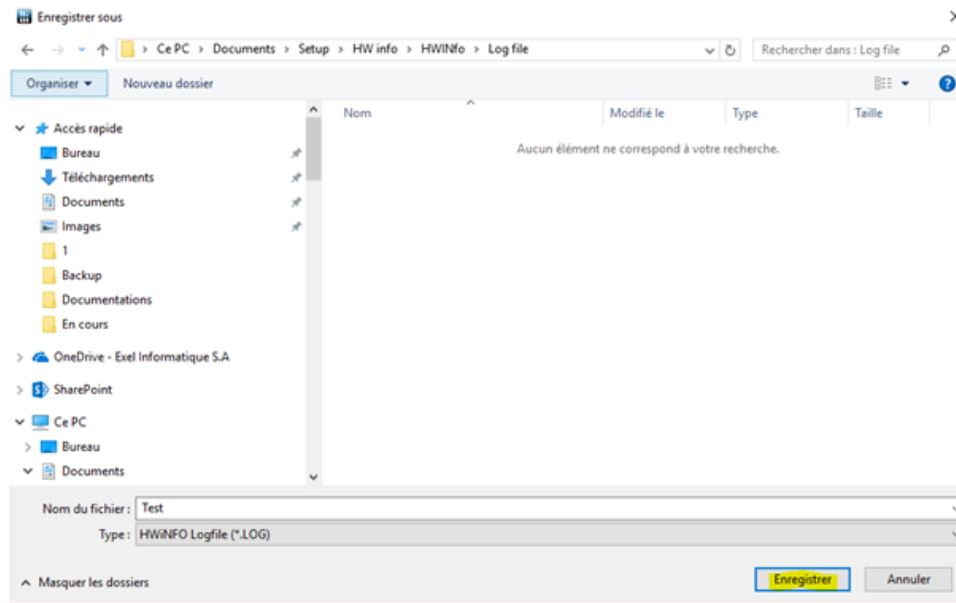 Enregistrer sous
Ce PC > Documents > Setup > HW info > HWINfo > Log file
Rechercher dans : Log file
Organiser
Nouveau dossier
Nom
Modifié le
Type
Taille
Aucun élément ne correspond à votre recherche.
Accès rapide
Bureau
Téléchargements
Documents
Images
1
Backup
Documentations
En cours
OneDrive - Exel Informatique S.A
SharePoint
Ce PC
Bureau
Documents
Nom du fichier : Test
Type : HWiNFO Logfile (*.LOG)
Masquer les dossiers
Enregistrer
Annuler